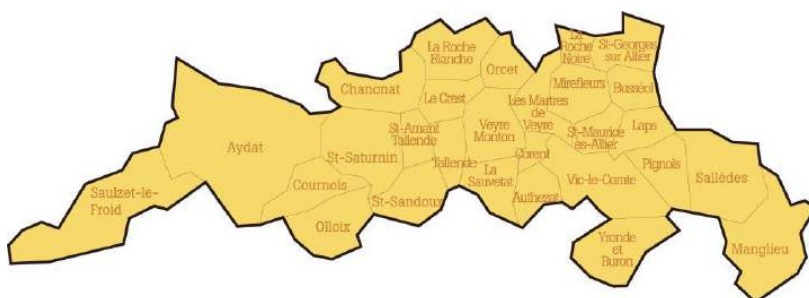 La Roche
Blanche
Orcet
La
Roche
Noire
St-Georges
sur Allier
Chanonat
Le Crest
Les Martres
de
Veyre
Mirefleurs
Busséol
Aydat
St-Saturnin
St-Amant
Tallende
Veyre
Monton
St-Maurice
ès-Allier
Laps
Tallende
Corent
Pignols
Saulzet-le-
Froid
Cournols
La
Sauvetat
Vic-le-Comte
Sallèdes
Olloix
St-Sandoux
Authezat
Yronde
et
Buron
Manglieu